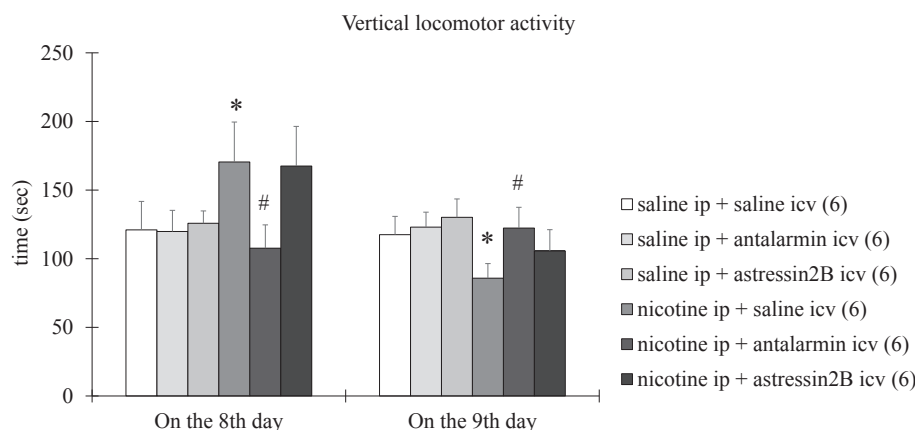 Vertical locomotor activity
250
200
150
100
50
0
time (sec)
*
#
*
#
On the 8th day
On the 9th day
saline ip + saline icv (6)
saline ip + antalarmin icv (6)
saline ip + astressin2B icv (6)
nicotine ip + saline icv (6)
nicotine ip + antalarmin icv (6)
nicotine ip + astressin2B icv (6)